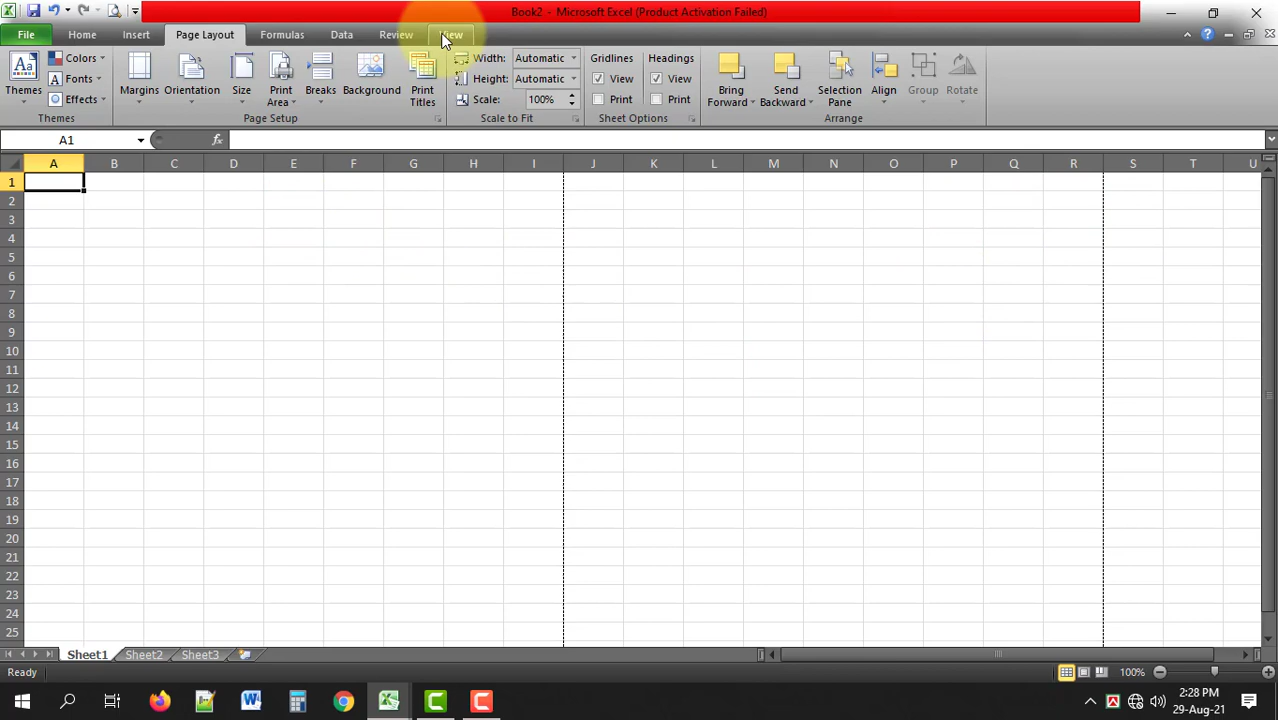 Book2 - Microsoft Excel (Product Activation Failed)
File Home Insert Page Layout Formulas Data Review View
Themes
Colors
Fonts
Effects
Themes
Margins Orientation Size Print Area Breaks Background Print Titles
Page Setup
Width: Automatic
Height: Automatic
Scale: 100%
Scale to Fit
Gridlines Headings
View View
Print Print
Sheet Options
Bring Forward Send Backward Selection Pane Align Group Rotate
Arrange
A1 fx
A B C D E F G H I J K L M N O P Q R S T U
1
2
3
4
5
6
7
8
9
10
11
12
13
14
15
16
17
18
19
20
21
22
23
24
25
Sheet1 Sheet2 Sheet3
Ready 100%
2:28 PM
29-Aug-21